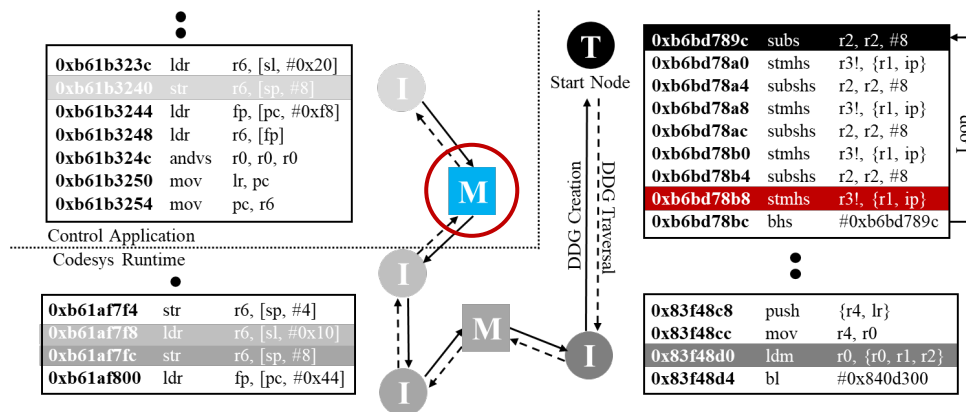 0xb61b323c ldr r6, [sl, #0x20]
0xb61b3240 str r6, [sp, #8]
0xb61b3244 ldr fp, [pc, #0xf8]
0xb61b3248 ldr r6, [fp]
0xb61b324c andvs r0, r0, r0
0xb61b3250 mov lr, pc
0xb61b3254 mov pc, r6
Control Application
Codesys Runtime
0xb61af7f4 str r6, [sp, #4]
0xb61af7f8 ldr r6, [sl, #0x10]
0xb61af7fc str r6, [sp, #8]
0xb61af800 ldr fp, [pc, #0x44]
I
M
I
I
M
I
T
Start Node
DDG Creation
DDG Traversal
0xb6bd789c subs r2, r2, #8
0xb6bd78a0 stmhs r3!, {r1, ip}
0xb6bd78a4 subshs r2, r2, #8
0xb6bd78a8 stmhs r3!, {r1, ip}
0xb6bd78ac subshs r2, r2, #8
0xb6bd78b0 stmhs r3!, {r1, ip}
0xb6bd78b4 subshs r2, r2, #8
0xb6bd78b8 stmhs r3!, {r1, ip}
0xb6bd78bc bhs #0xb6bd789c
Loop
0x83f48c8 push {r4, lr}
0x83f48cc mov r4, r0
0x83f48d0 ldm r0, {r0, r1, r2}
0x83f48d4 bl #0x840d300